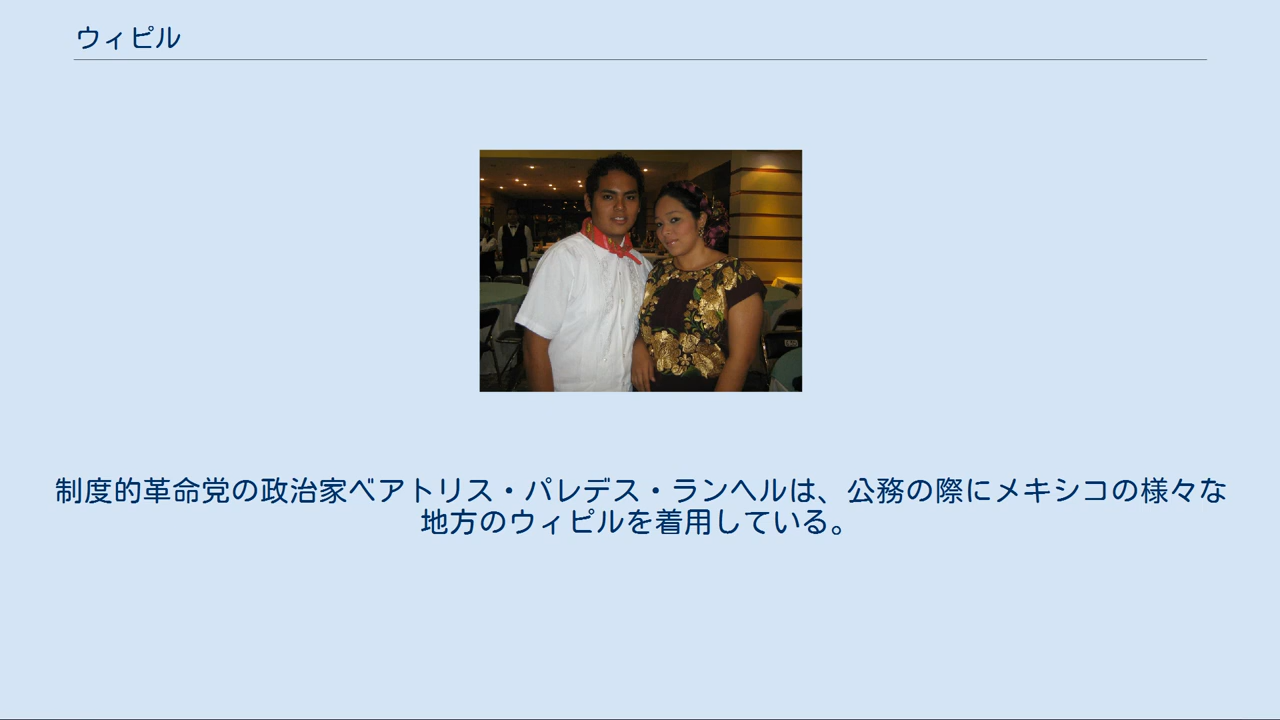 ウィピル
制度的革命党の政治家ベアトリス・パレデス・ランヘルは、公務の際にメキシコの様々な
地方のウィピルを着用している。